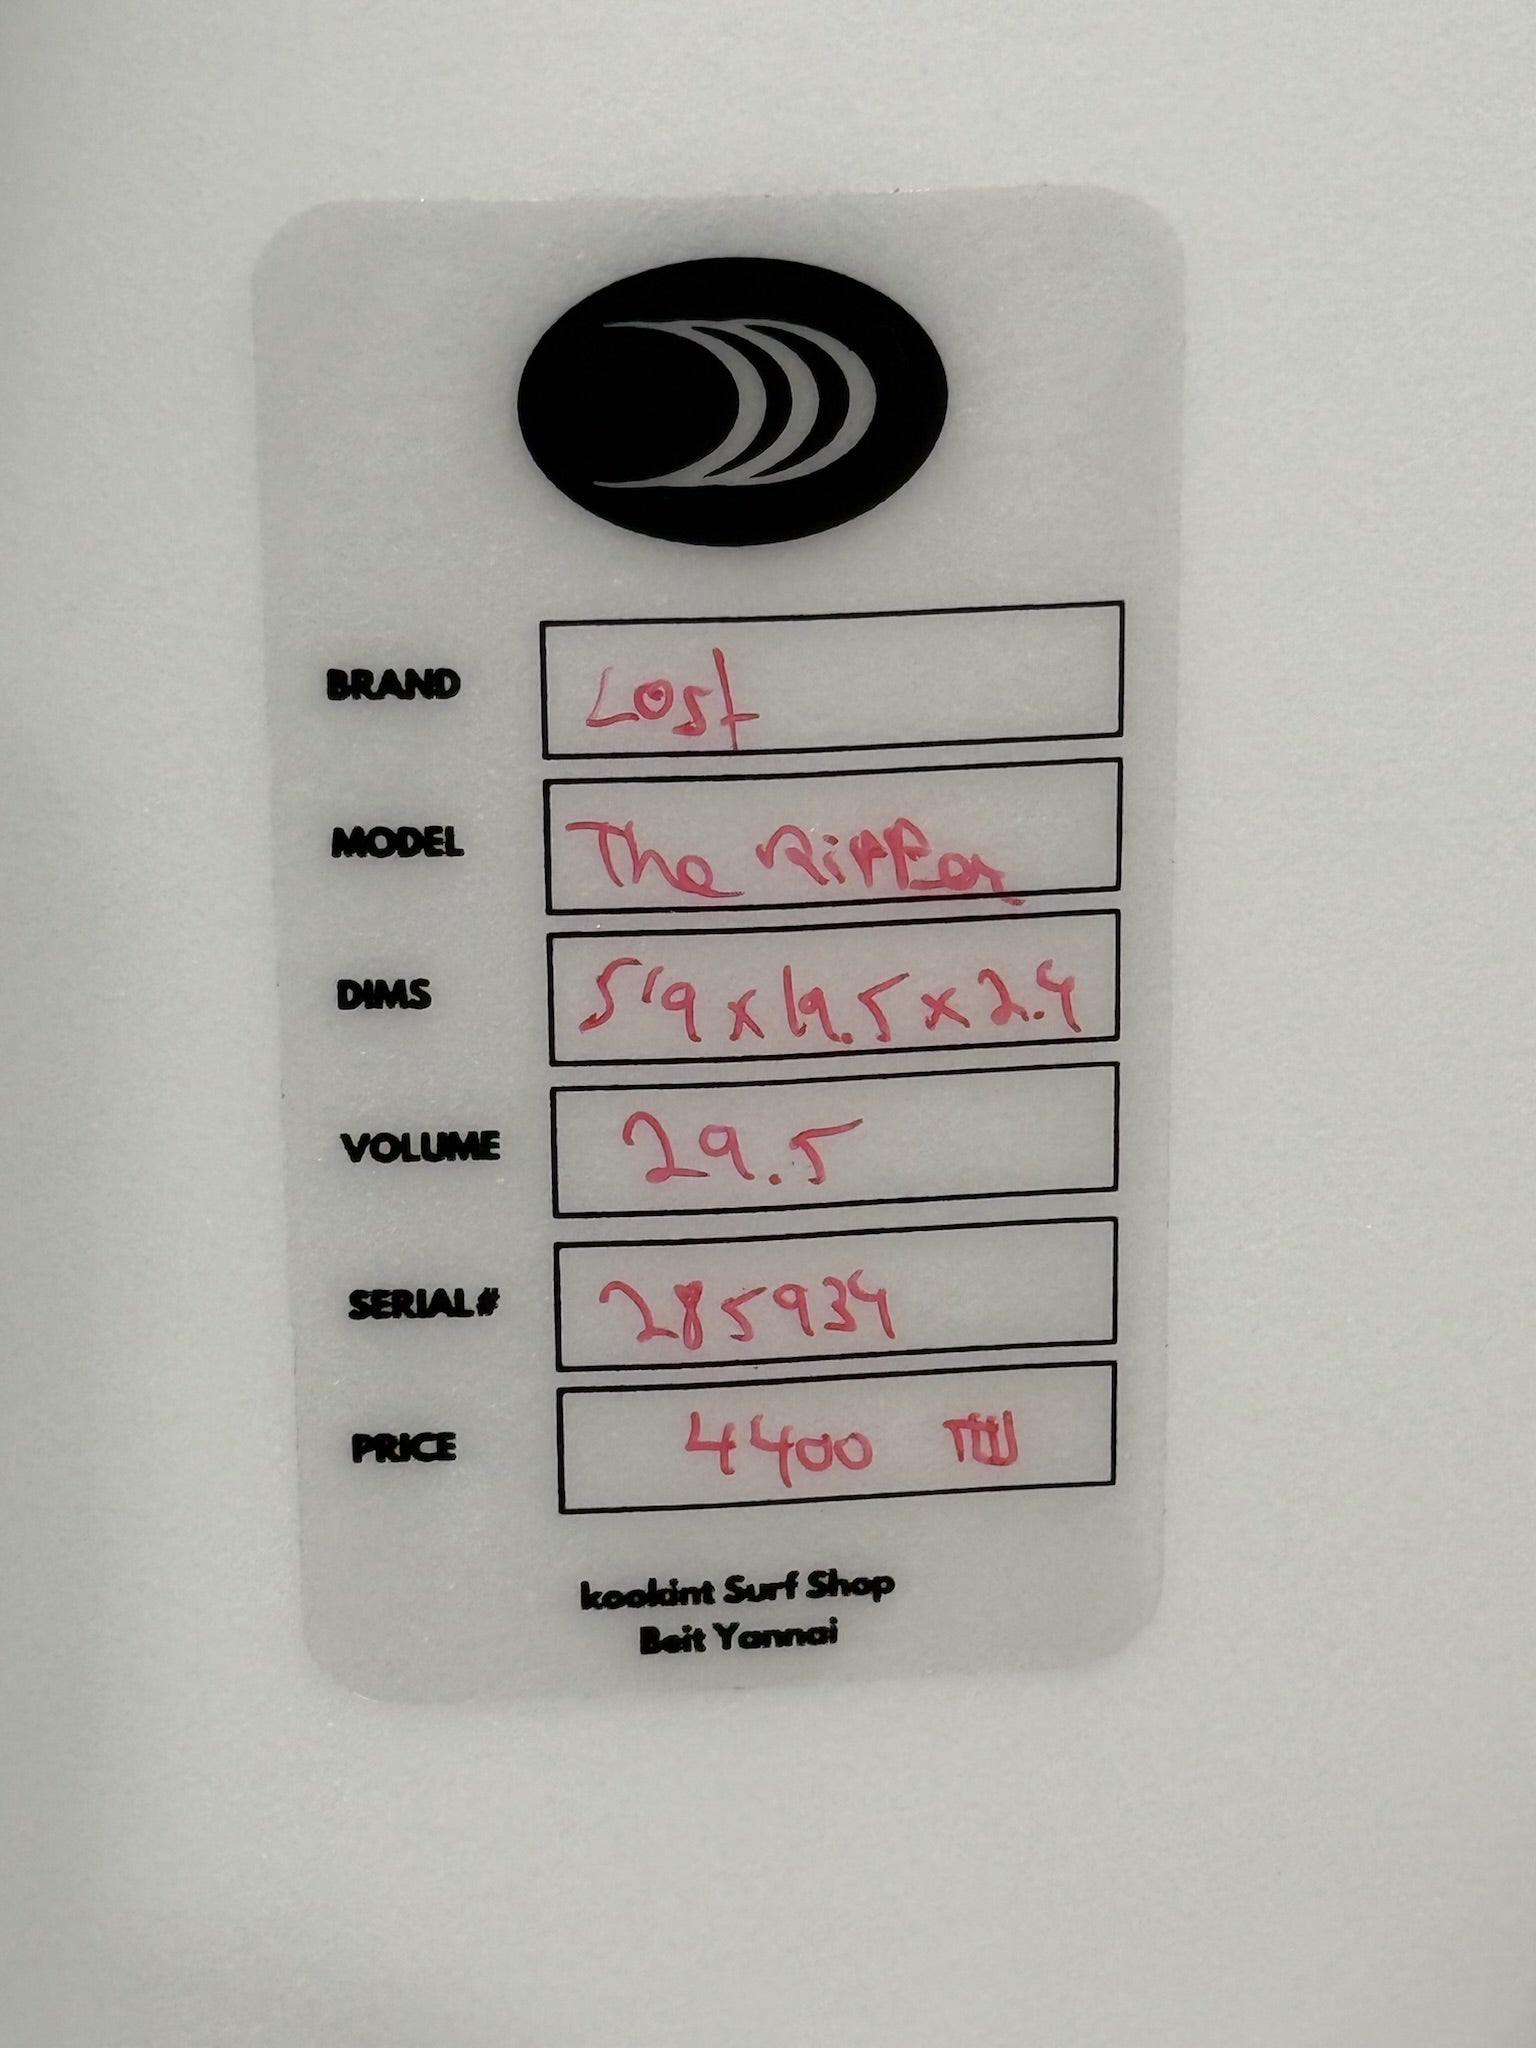 BRAND Lost
MODEL The Ripper
DIMS 5'9 x 19.5 x 2.4
VOLUME 29.5
SERIAL# 285934
PRICE 4400 ₪
kookint Surf Shop
Beit Yannai